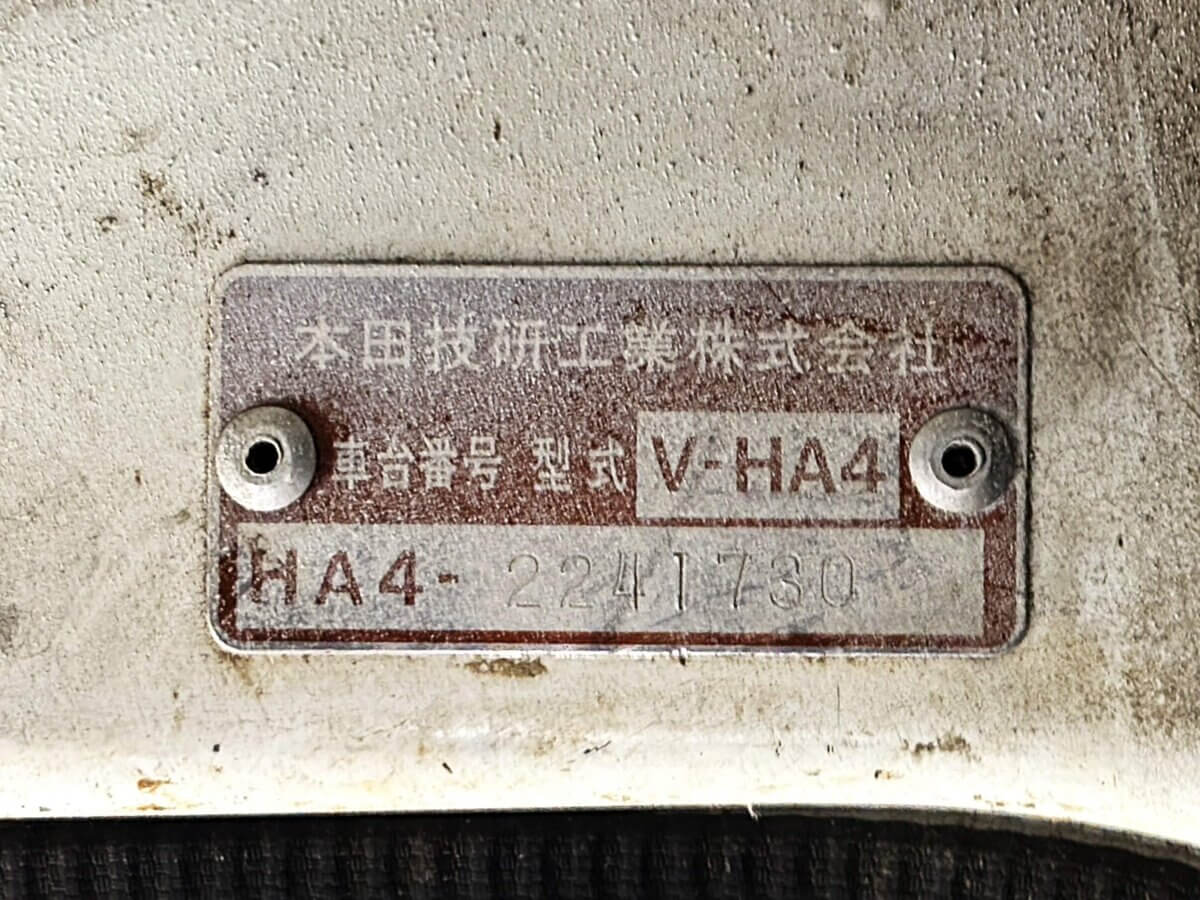 本田技研工業株式会社
車台番号 型式 V-HA4
HA4- 2241730